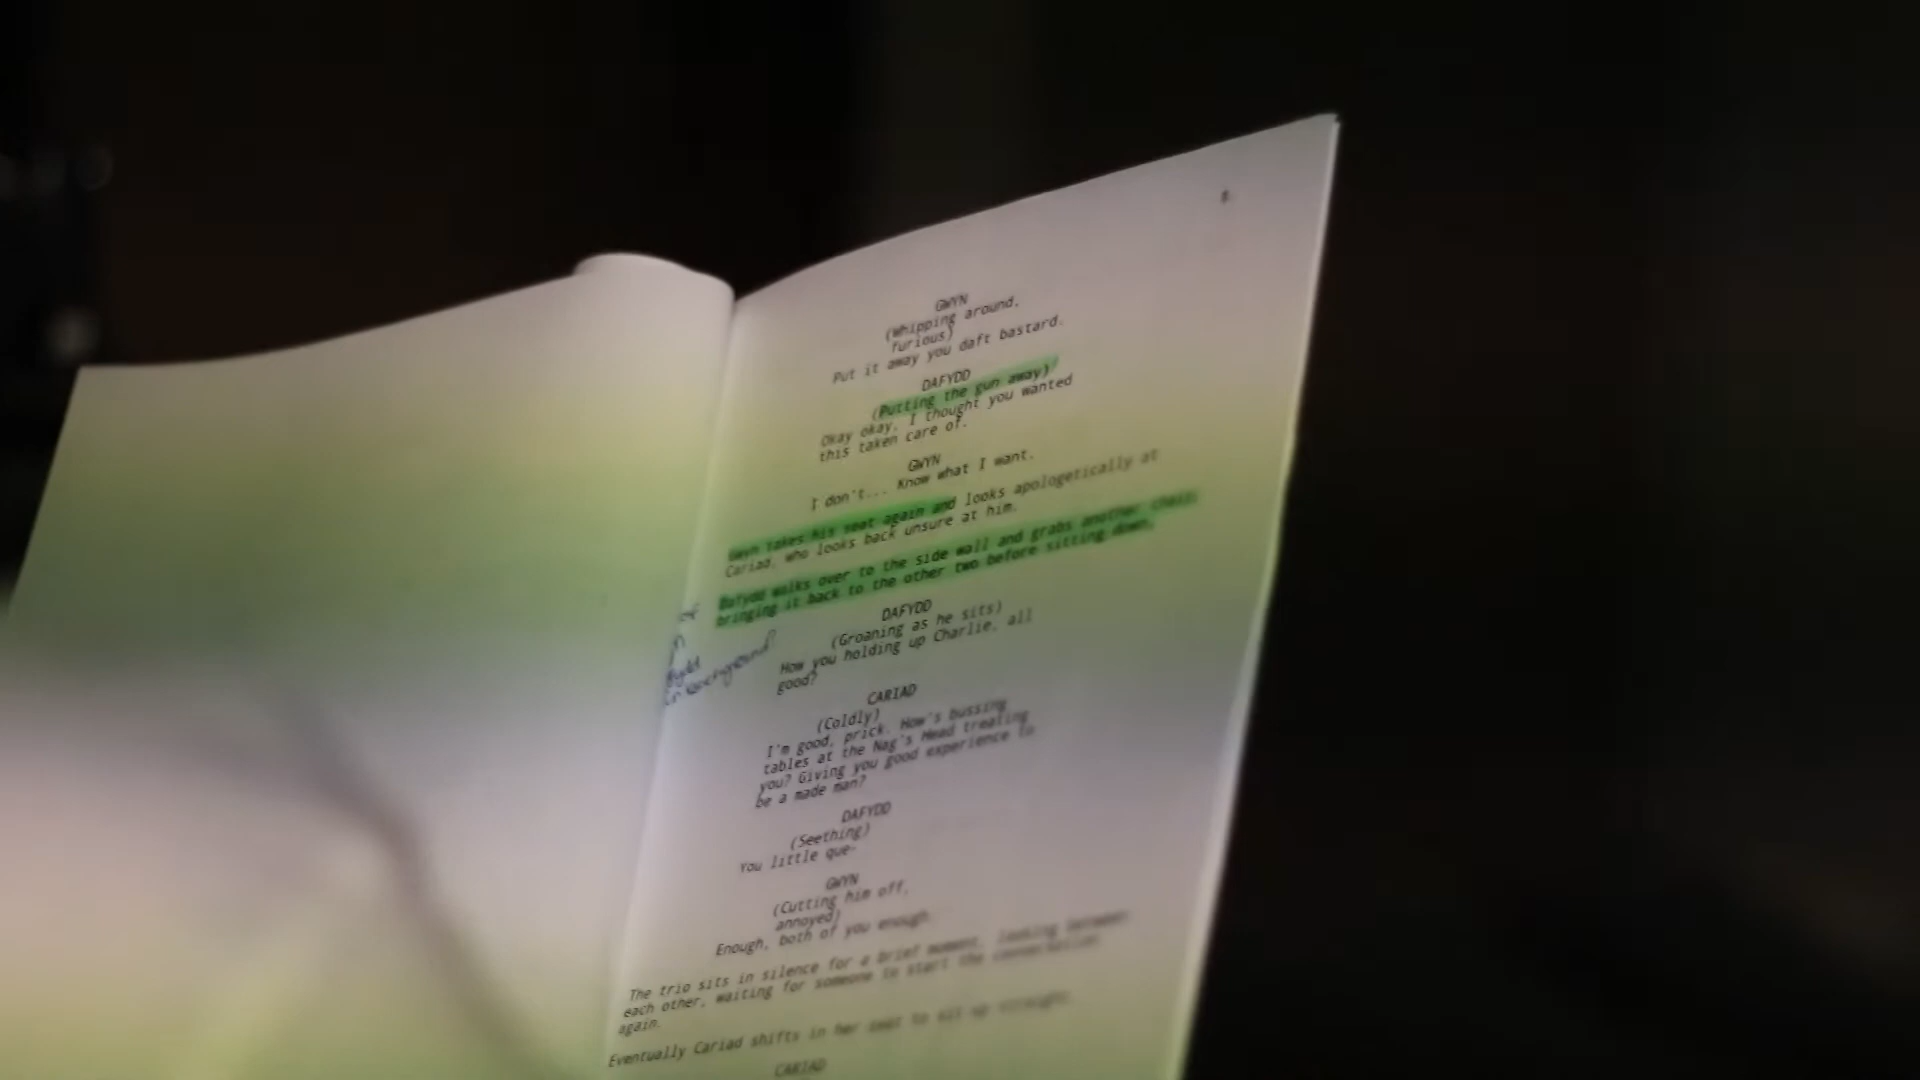 8.
GWYN
(Whipping around,
furious)
Put it away you daft bastard.
DAFYDD
(Putting the gun away)
Okay okay, I thought you wanted
this taken care of.
GWYN
I don't... Know what I want.
Gwyn takes his seat again and looks apologetically at
Cariad, who looks back unsure at him.
Dafydd walks over to the side wall and grabs another chair,
bringing it back to the other two before sitting down.
DAFYDD
(Groaning as he sits)
How you holding up Charlie, all
good?
CARIAD
(Coldly)
I'm good, prick. How's bussing
tables at the Nag's Head treating
you? Giving you good experience to
be a made man?
DAFYDD
(Seething)
You little que-
GWYN
(Cutting him off,
annoyed)
Enough, both of you enough.
The trio sits in silence for a brief moment, looking between
each other, waiting for someone to start the conversation
again.
Eventually Cariad shifts in her seat to sit up straight.
CARIAD
background